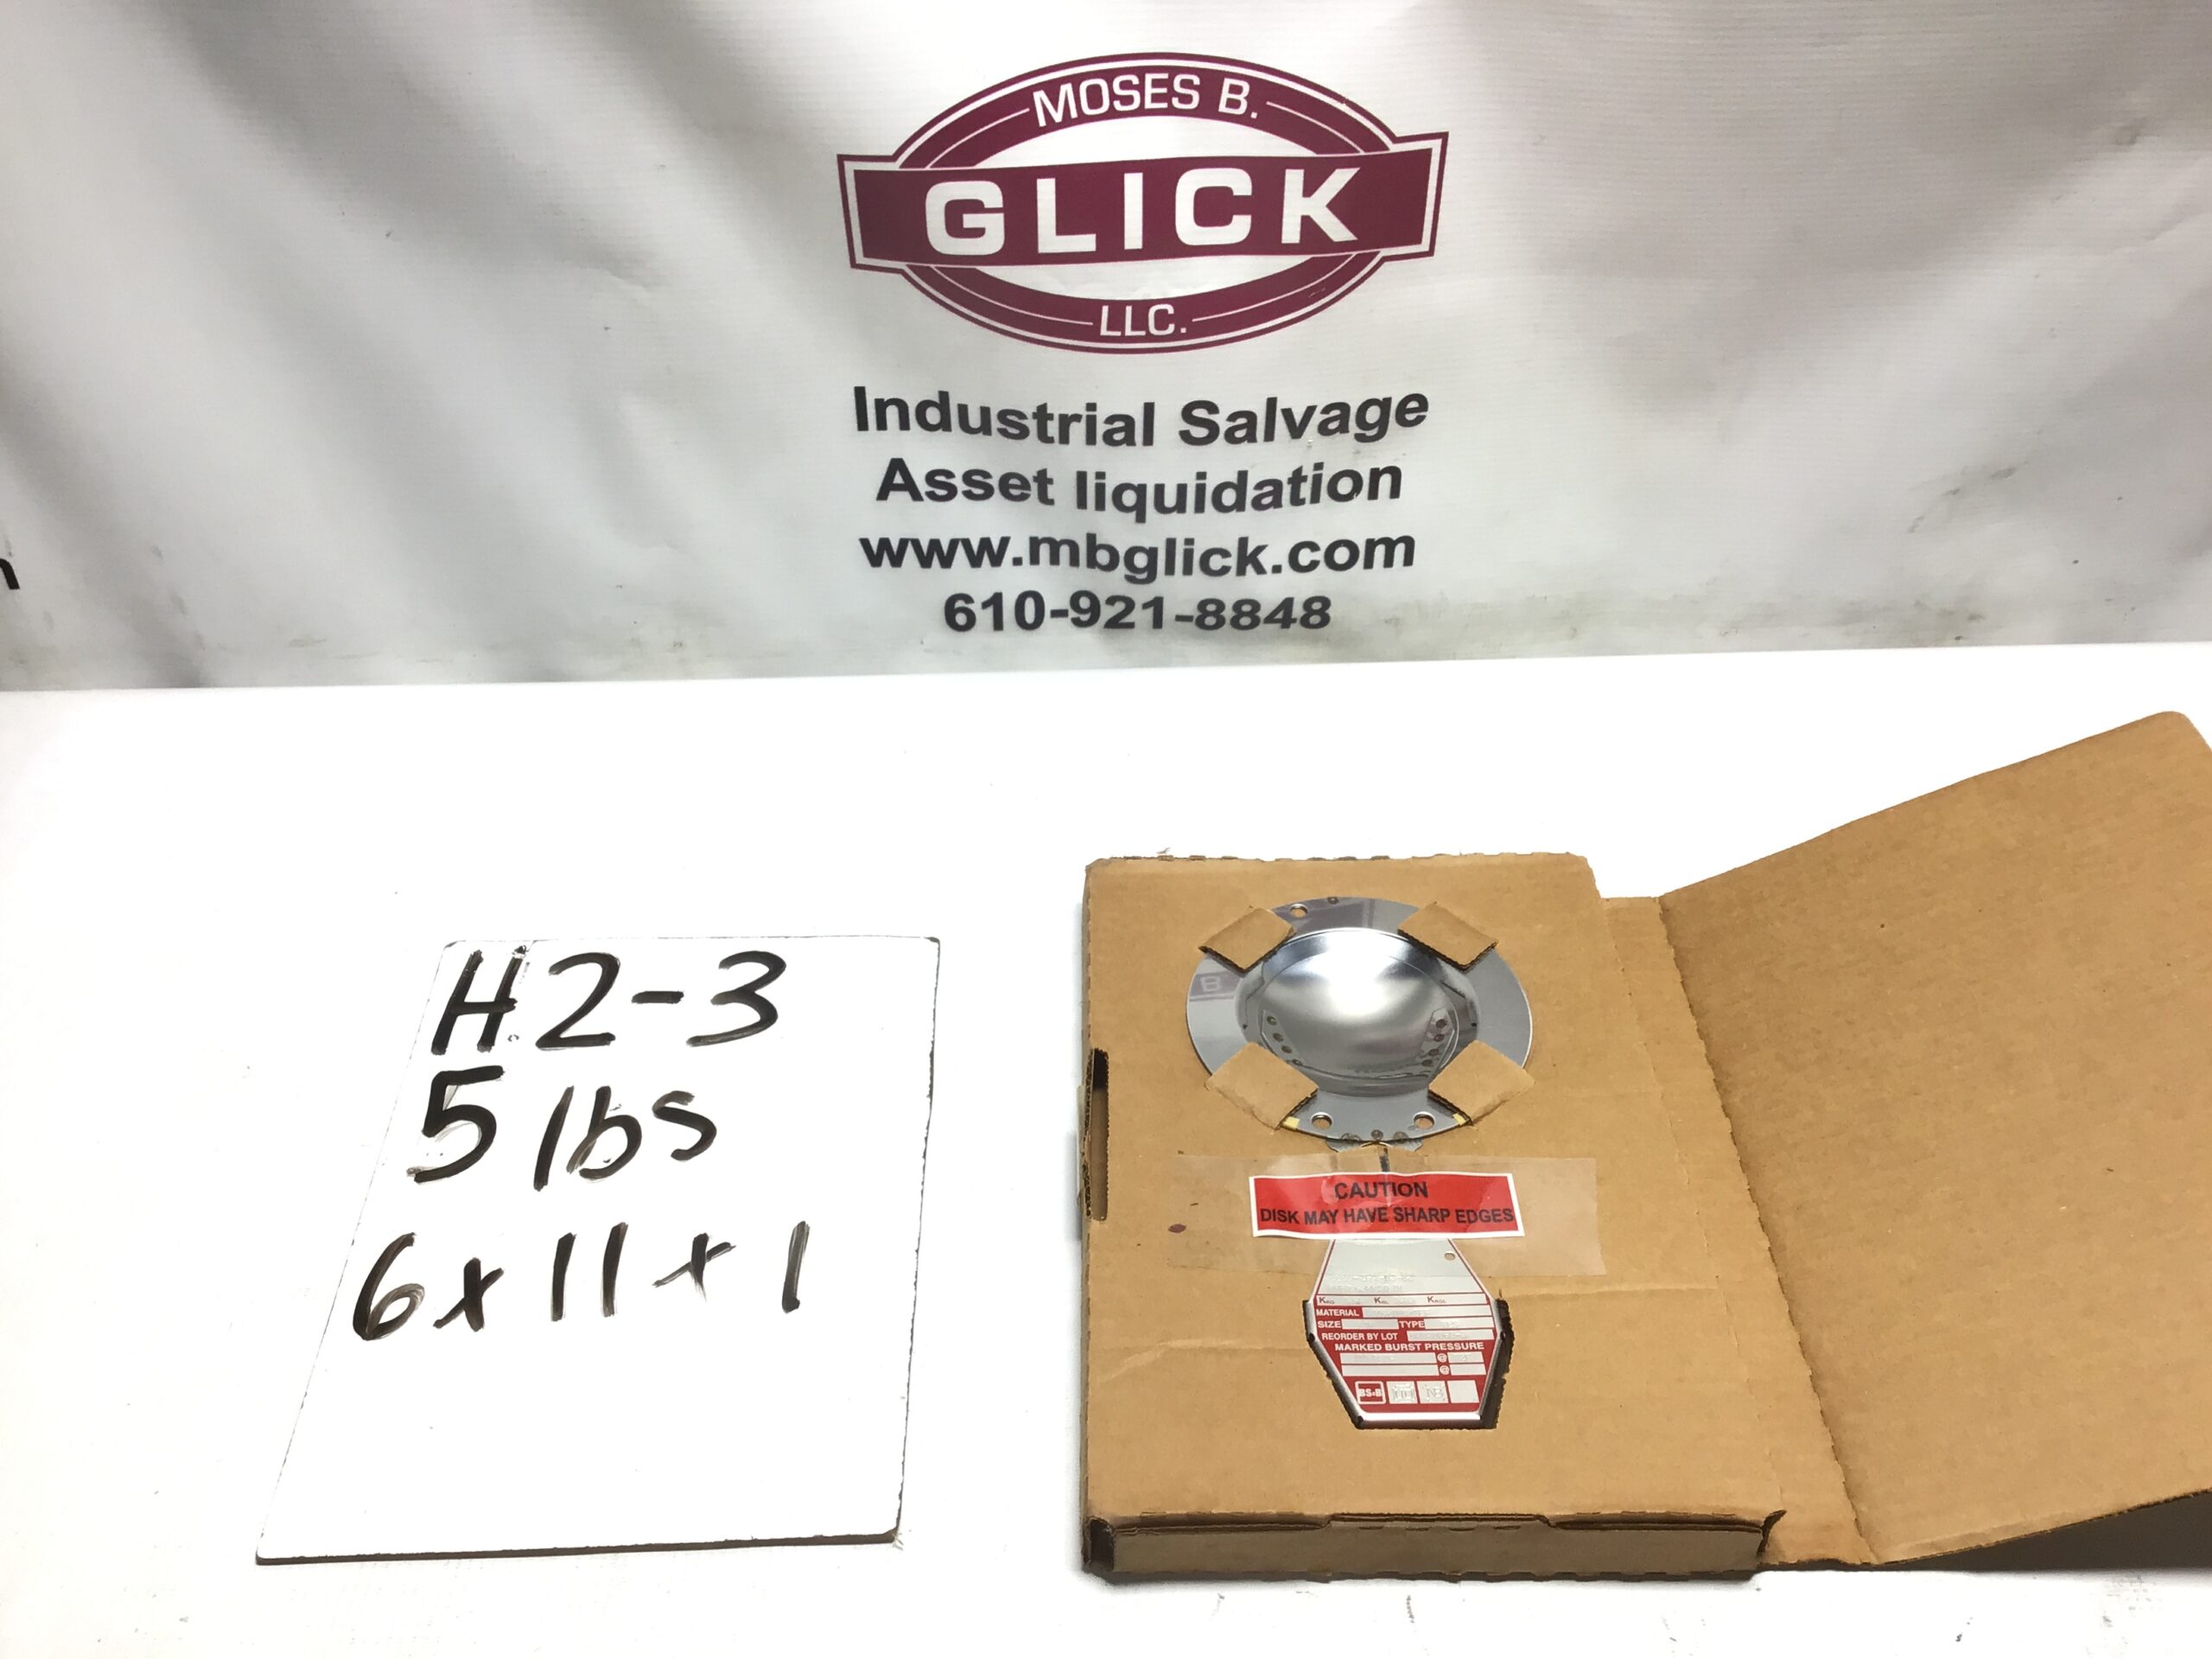 MOSES B.
GLICK
LLC.
Industrial Salvage
Asset liquidation
www.mbglick.com
610-921-8848
H2-3
5 lbs
6x11x1
CAUTION
DISK MAY HAVE SHARP EDGES
MATERIAL
SIZE TYPE
REORDER BY LOT
MARKED BURST PRESSURE
@
@
BS&B